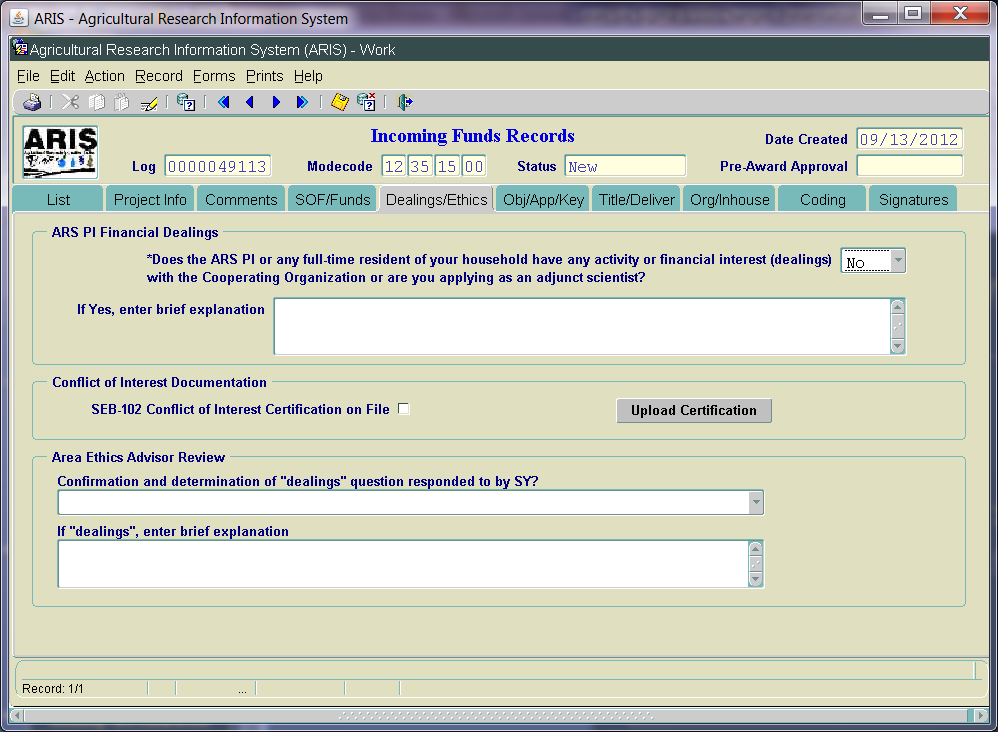 ARIS - Agricultural Research Information System
Agricultural Research Information System (ARIS) - Work
File Edit Action Record Forms Prints Help
ARIS
Incoming Funds Records
Date Created 09/13/2012
Log 0000049113 Modecode 12 35 15 00 Status New Pre-Award Approval
List Project Info Comments SOF/Funds Dealings/Ethics Obj/App/Key Title/Deliver Org/Inhouse Coding Signatures
ARS PI Financial Dealings
*Does the ARS PI or any full-time resident of your household have any activity or financial interest (dealings) No
with the Cooperating Organization or are you applying as an adjunct scientist?
If Yes, enter brief explanation
Conflict of Interest Documentation
SEB-102 Conflict of Interest Certification on File Upload Certification
Area Ethics Advisor Review
Confirmation and determination of "dealings" question responded to by SY?
If "dealings", enter brief explanation
Record: 1/1 ...